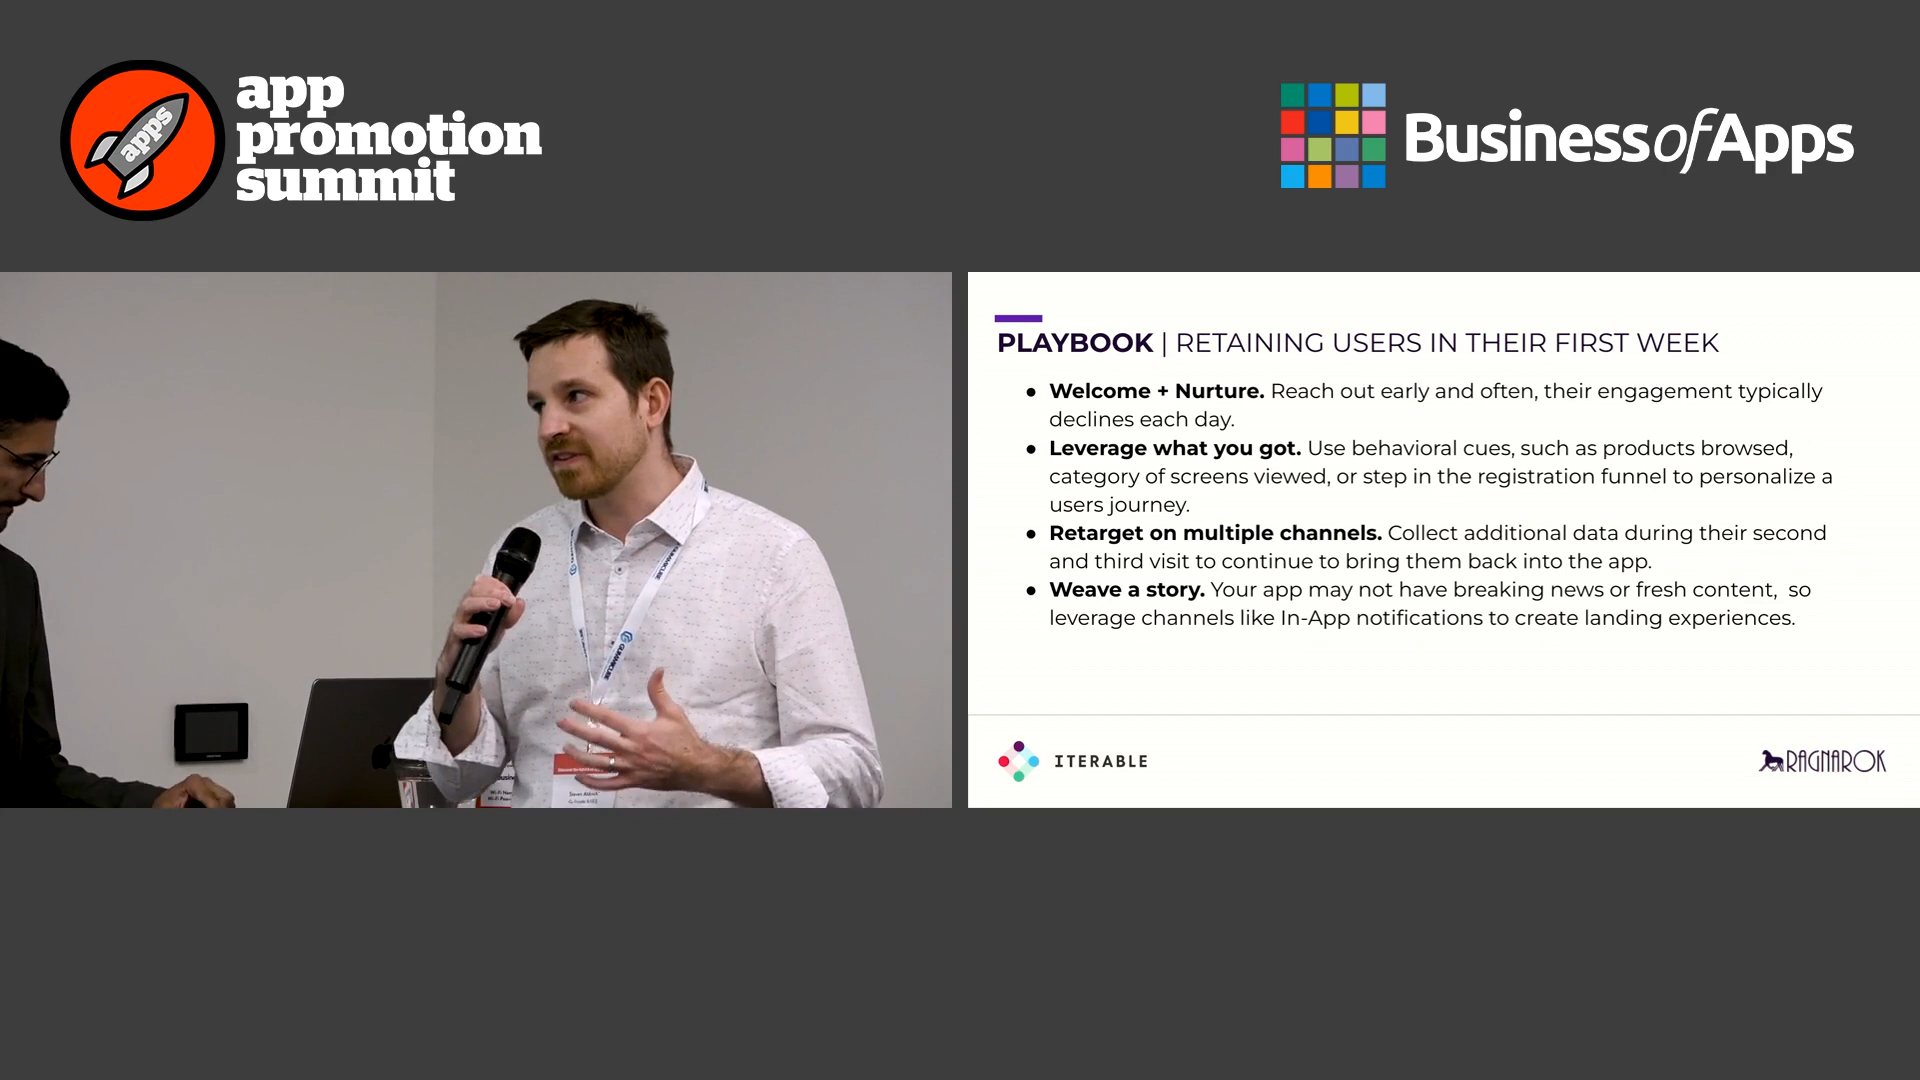 apps
app
promotion
summit
BusinessofApps
PLAYBOOK | RETAINING USERS IN THEIR FIRST WEEK
● Welcome + Nurture. Reach out early and often, their engagement typically
declines each day.
● Leverage what you got. Use behavioral cues, such as products browsed,
category of screens viewed, or step in the registration funnel to personalize a
users journey.
● Retarget on multiple channels. Collect additional data during their second
and third visit to continue to bring them back into the app.
● Weave a story. Your app may not have breaking news or fresh content,  so
leverage channels like In-App notifications to create landing experiences.
ITERABLE
RAGNAROK